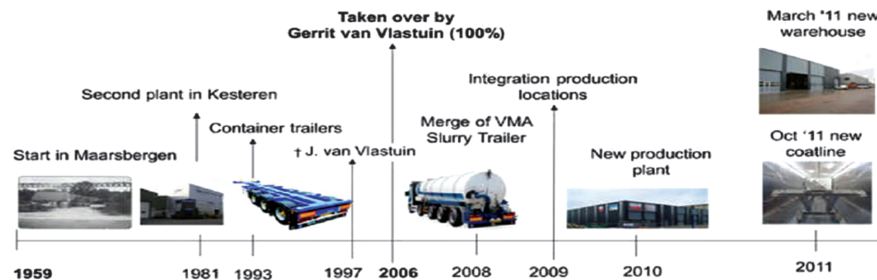 Taken over by
Gerrit van Vlastuin (100%)
March '11 new
warehouse
Second plant in Kesteren
Integration production
locations
Container trailers
Merge of VMA
Slurry Trailer
Start in Maarsbergen
† J. van Vlastuin
New production
plant
Oct '11 new
coatline
1959
1981
1993
1997
2006
2008
2009
2010
2011